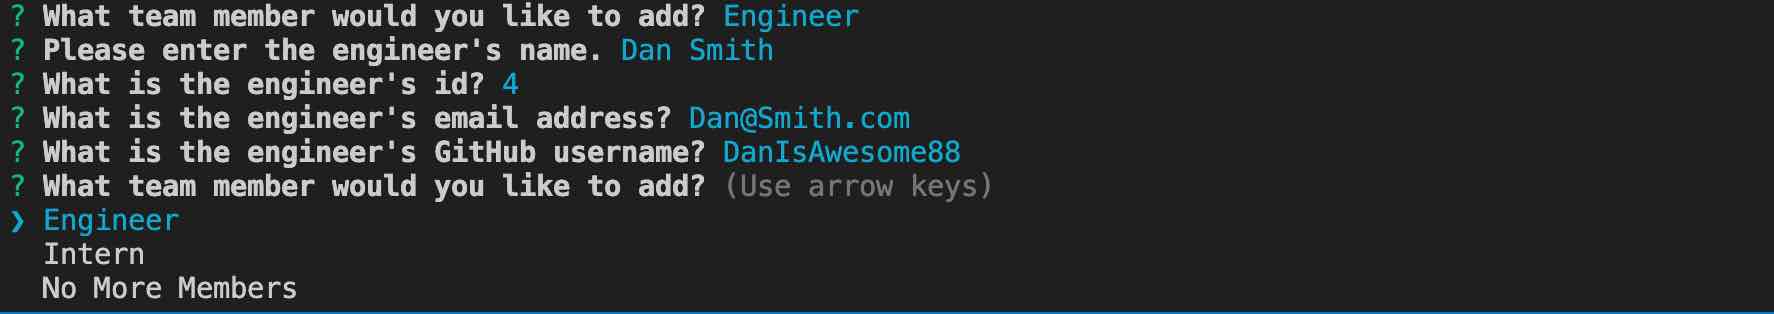 ? What team member would you like to add? Engineer
? Please enter the engineer's name. Dan Smith
? What is the engineer's id? 4
? What is the engineer's email address? Dan@Smith.com
? What is the engineer's GitHub username? DanIsAwesome88
? What team member would you like to add? (Use arrow keys)
❯ Engineer
Intern
No More Members